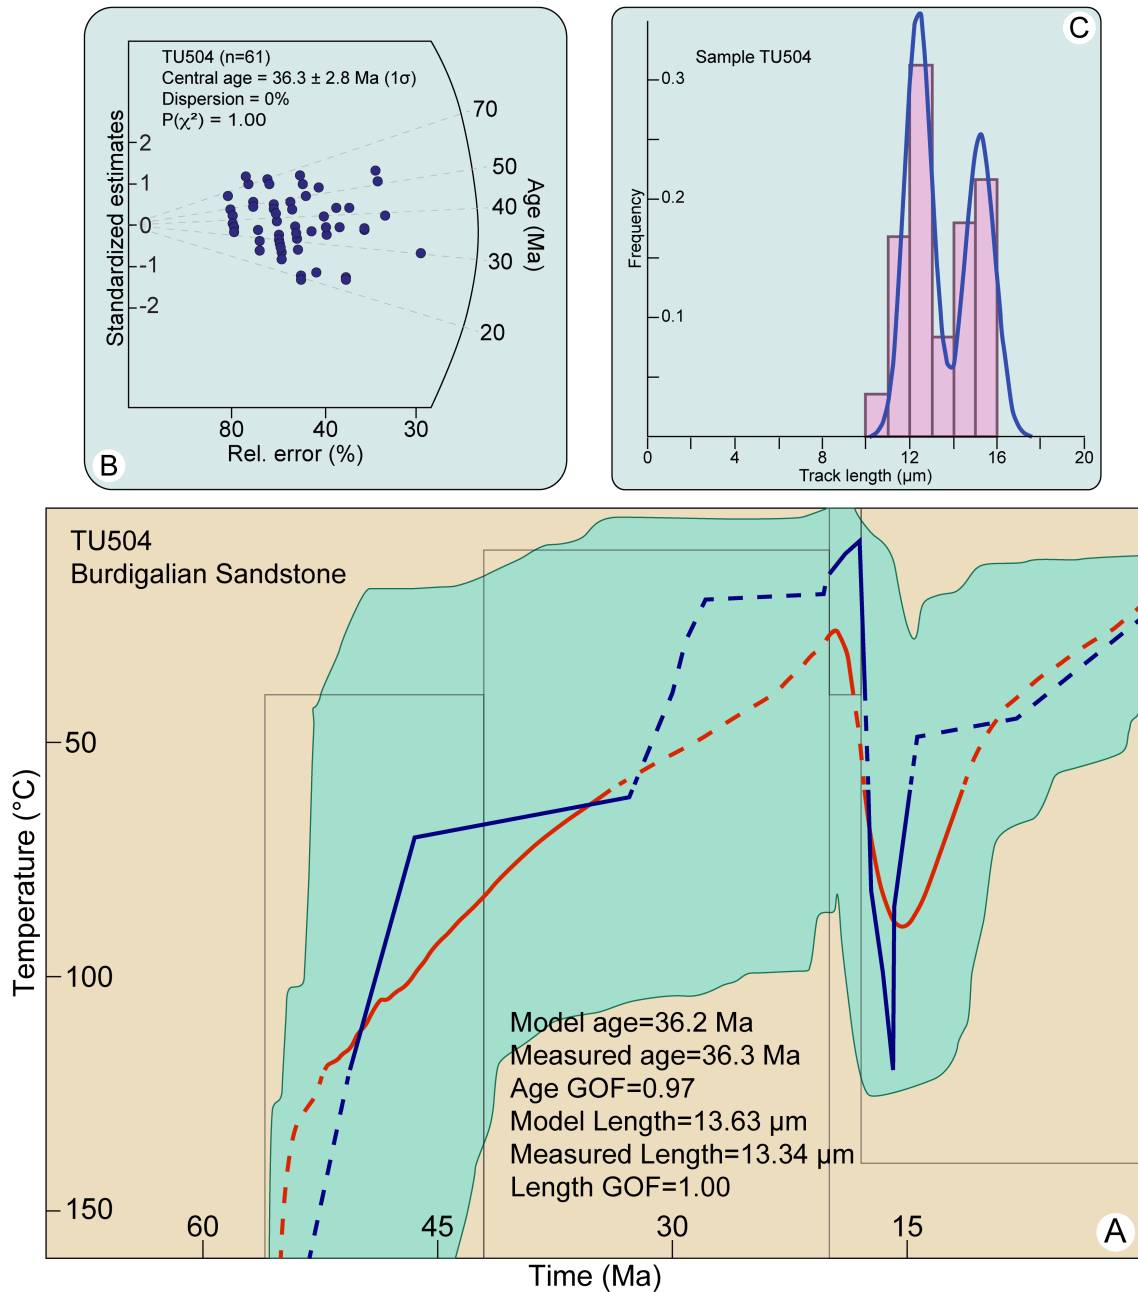 TU504 (n=61)
Central age = 36.3 ± 2.8 Ma (1σ)
Dispersion = 0%
P(χ²) = 1.00
Standardized estimates
2
1
0
-1
-2
70
50
40
30
20
Age (Ma)
80
40
30
Rel. error (%)
B
C
Sample TU504
Frequency
0.3
0.2
0.1
0
4
8
12
16
20
Track length (µm)
TU504
Burdigalian Sandstone
Temperature (°C)
50
100
150
Model age=36.2 Ma
Measured age=36.3 Ma
Age GOF=0.97
Model Length=13.63 µm
Measured Length=13.34 µm
Length GOF=1.00
60
45
30
15
A
Time (Ma)